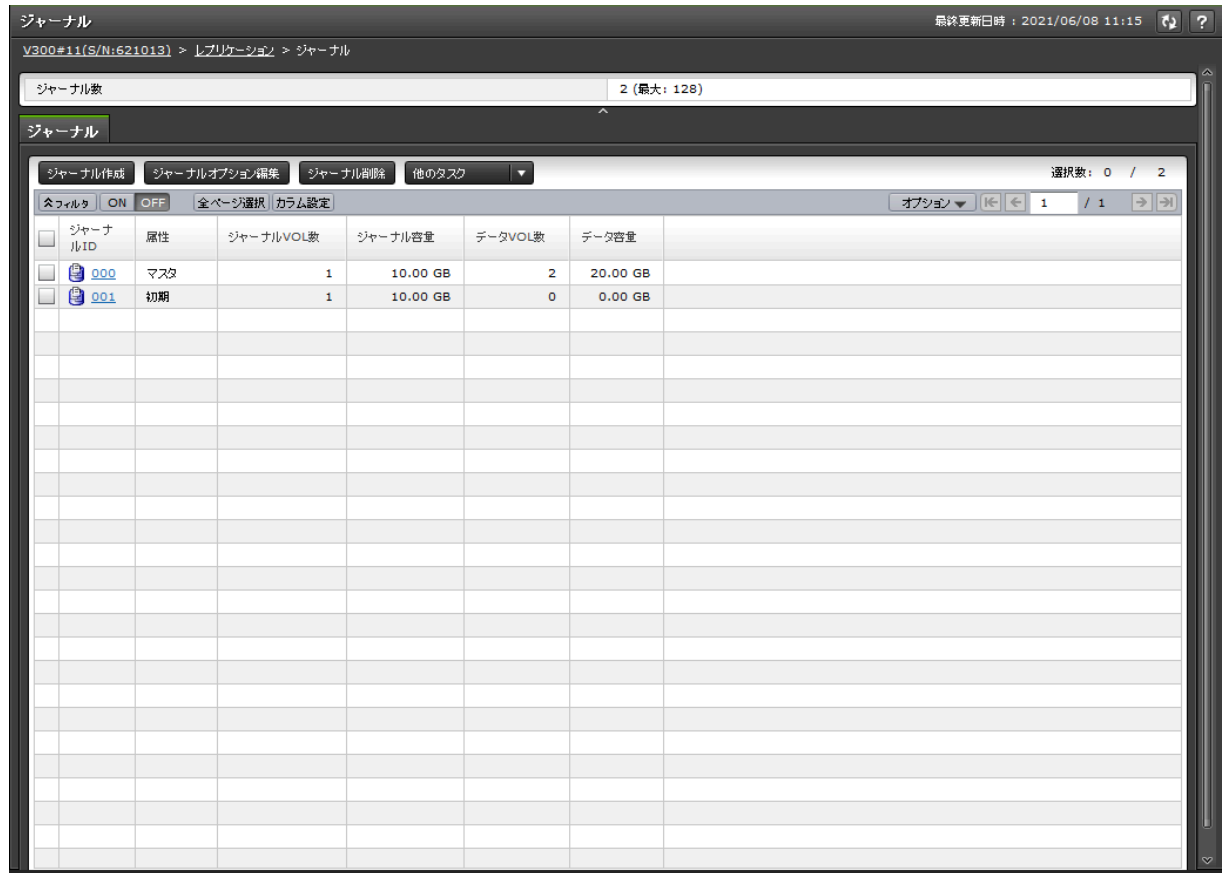 ジャーナル 最終更新日時 : 2021/06/08 11:15 ?
V300#11(S/N:621013) > レプリケーション > ジャーナル
ジャーナル数 2 (最大: 128)
ジャーナル
ジャーナル作成 ジャーナルオプション編集 ジャーナル削除 他のタスク 選択数: 0 / 2
フィルタ ON OFF 全ページ選択 カラム設定 オプション 1 / 1
ジャーナ
ルID 属性 ジャーナルVOL数 ジャーナル容量 データVOL数 データ容量
000 マスタ 1 10.00 GB 2 20.00 GB
001 初期 1 10.00 GB 0 0.00 GB